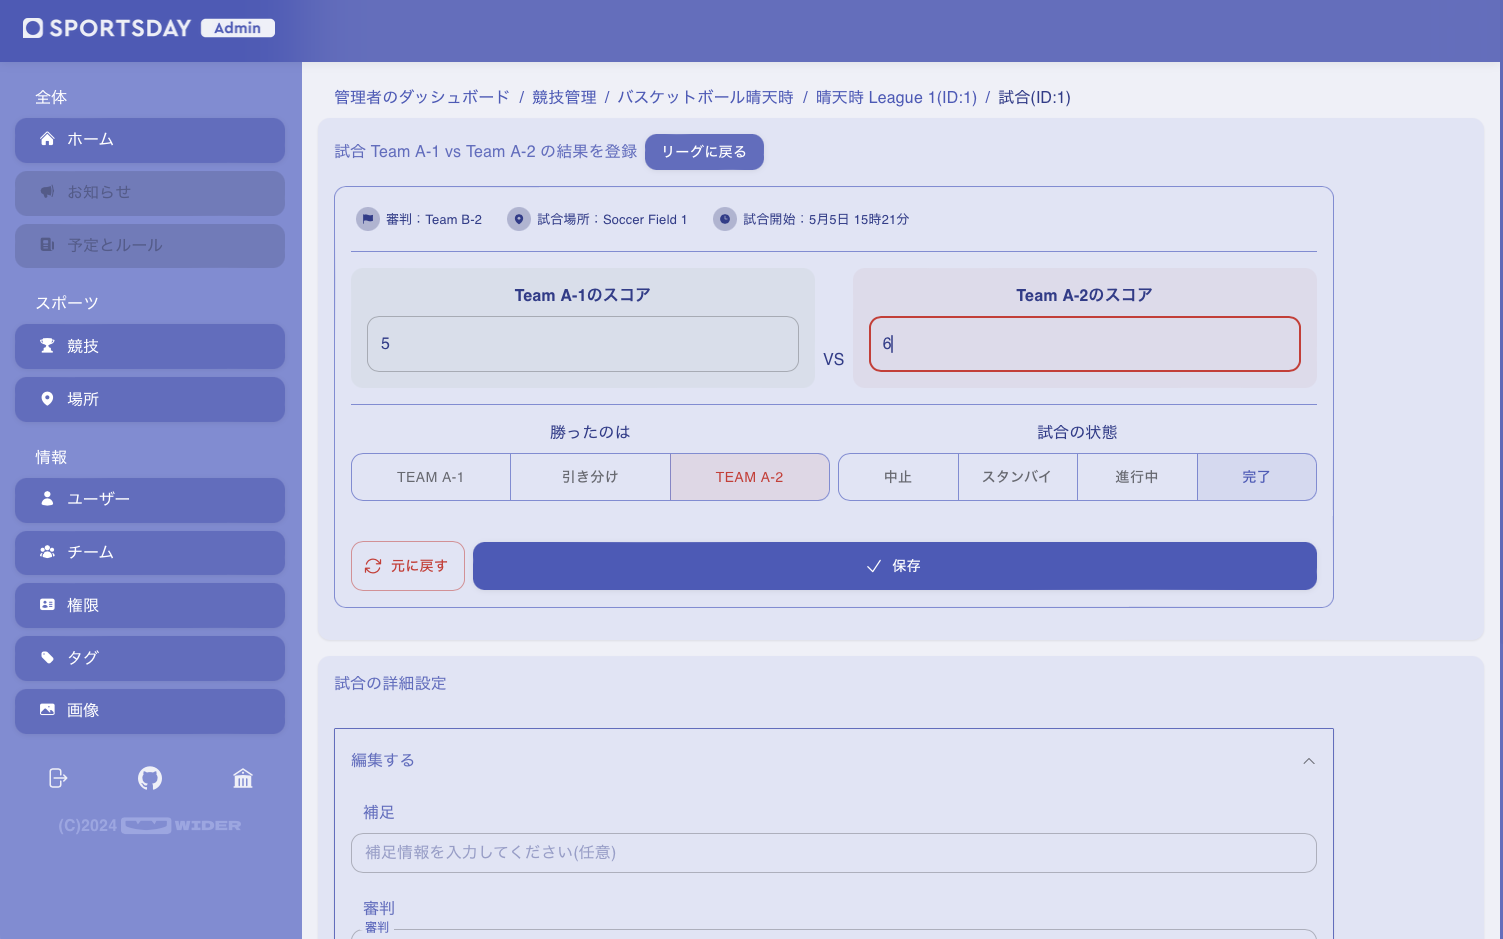 SPORTSDAY Admin
管理者のダッシュボード / 競技管理 / バスケットボール晴天時 / 晴天時 League 1(ID:1) / 試合(ID:1)
全体
ホーム
お知らせ
予定とルール
スポーツ
競技
場所
情報
ユーザー
チーム
権限
タグ
画像
(C)2024 WIDER
試合 Team A-1 vs Team A-2 の結果を登録 リーグに戻る
審判：Team B-2 試合場所：Soccer Field 1 試合開始：5月5日 15時21分
Team A-1のスコア
5
VS
Team A-2のスコア
6
勝ったのは
TEAM A-1 引き分け TEAM A-2
試合の状態
中止 スタンバイ 進行中 完了
元に戻す 保存
試合の詳細設定
編集する
補足
補足情報を入力してください(任意)
審判
審判